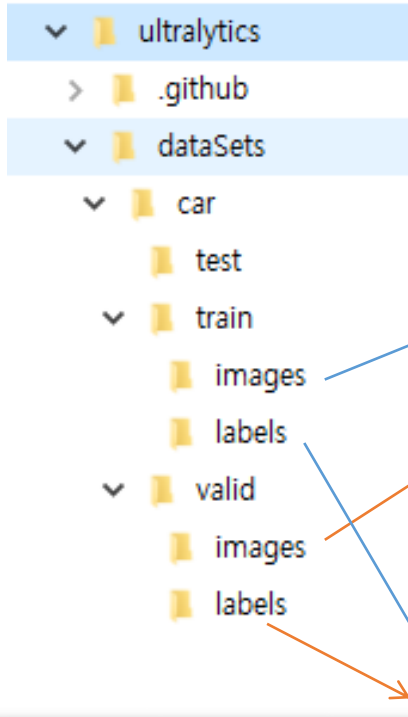 ultralytics
.github
dataSets
car
test
train
images
labels
valid
images
labels